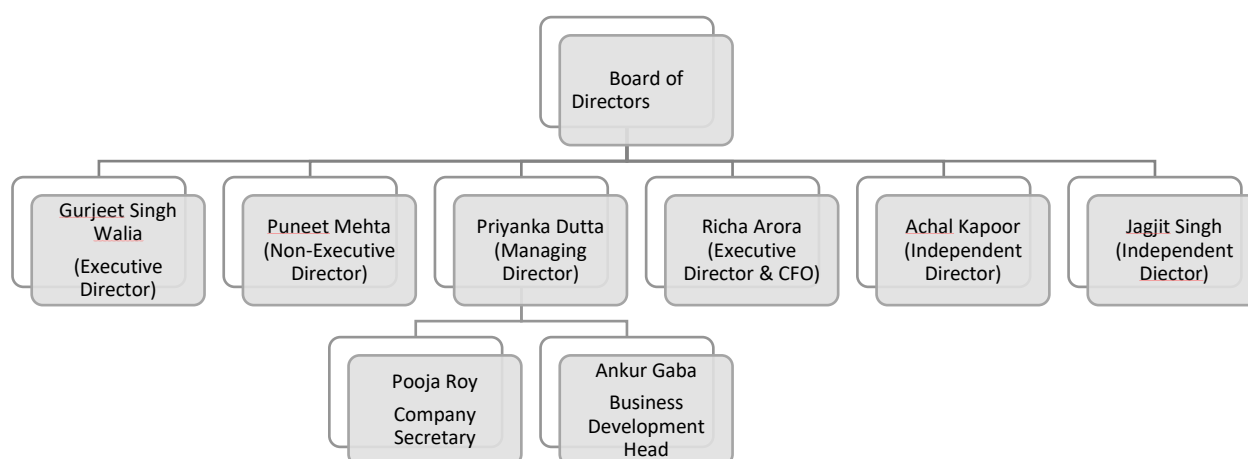 Board of
Directors
Gurjeet Singh
Walia
(Executive
Director)
Puneet Mehta
(Non-Executive
Director)
Priyanka Dutta
(Managing
Director)
Richa Arora
(Executive
Director & CFO)
Achal Kapoor
(Independent
Director)
Jagjit Singh
(Independent
Diector)
Pooja Roy
Company
Secretary
Ankur Gaba
Business
Development
Head